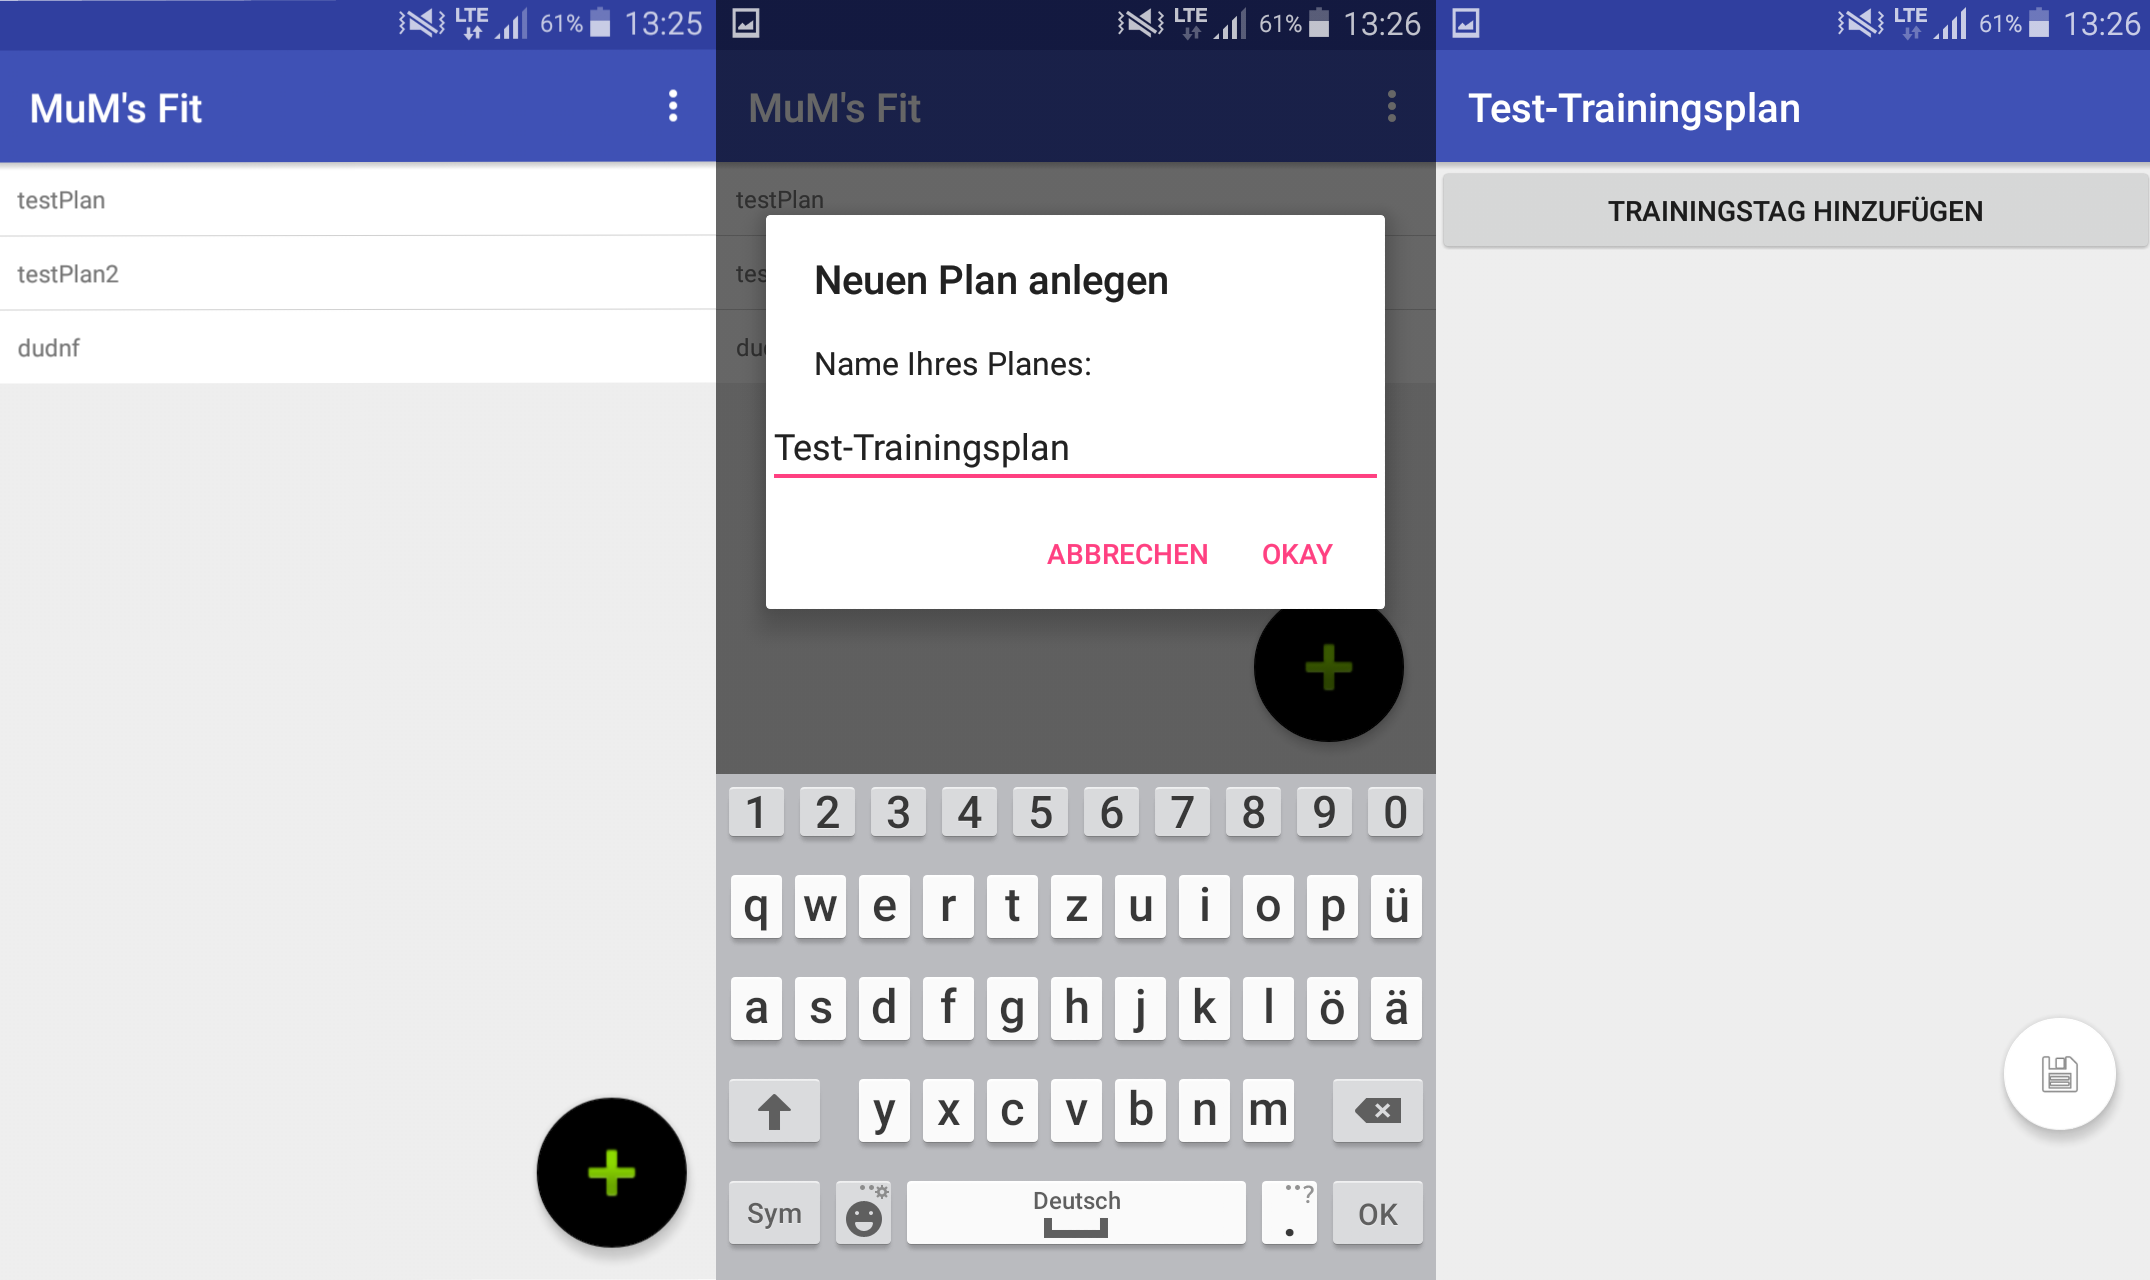 LTE 61% 13:25
MuM's Fit
testPlan
testPlan2
dudnf
LTE 61% 13:26
MuM's Fit
testPlan
tes
du
Neuen Plan anlegen
Name Ihres Planes:
Test-Trainingsplan
ABBRECHEN OKAY
1 2 3 4 5 6 7 8 9 0
q w e r t z u i o p ü
a s d f g h j k l ö ä
y x c v b n m
Sym Deutsch . ? OK
LTE 61% 13:26
Test-Trainingsplan
TRAININGSTAG HINZUFÜGEN